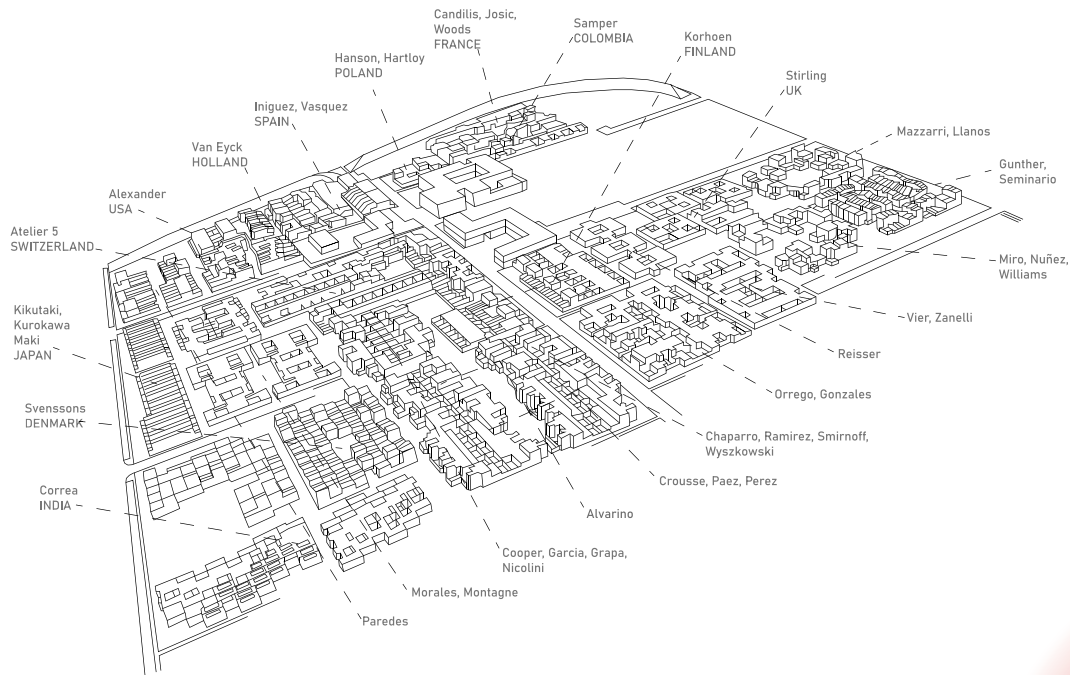 Candilis, Josic,
Woods
FRANCE
Samper
COLOMBIA
Korhoen
FINLAND
Hanson, Hartloy
POLAND
Stirling
UK
Iniguez, Vasquez
SPAIN
Mazzarri, Llanos
Van Eyck
HOLLAND
Gunther,
Seminario
Alexander
USA
Atelier 5
SWITZERLAND
Miro, Nuñez,
Williams
Kikutaki,
Kurokawa
Maki
JAPAN
Vier, Zanelli
Reisser
Orrego, Gonzales
Svenssons
DENMARK
Chaparro, Ramirez, Smirnoff,
Wyszkowski
Crousse, Paez, Perez
Correa
INDIA
Alvarino
Cooper, Garcia, Grapa,
Nicolini
Morales, Montagne
Paredes